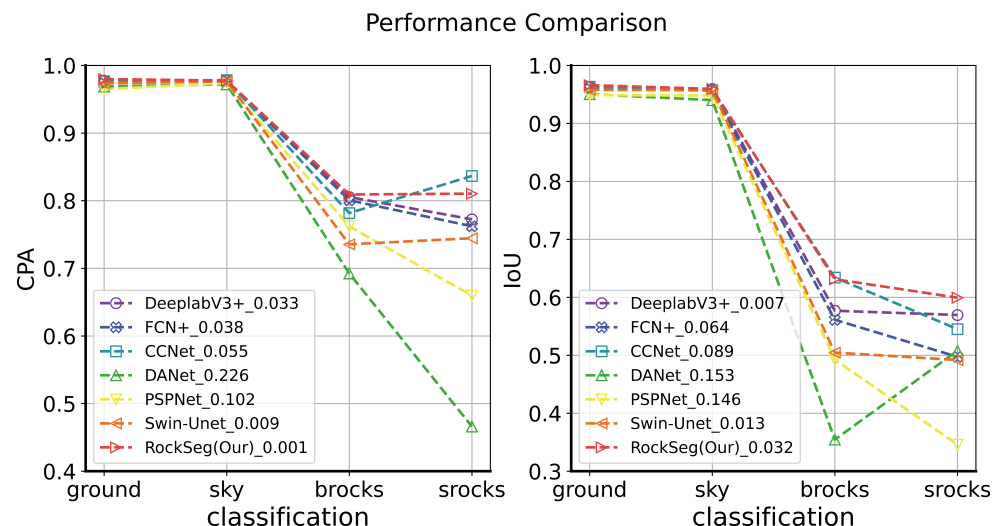 Performance Comparison
CPA
1.0
0.9
0.8
0.7
0.6
0.5
0.4
DeeplabV3+_0.033
FCN+_0.038
CCNet_0.055
DANet_0.226
PSPNet_0.102
Swin-Unet_0.009
RockSeg(Our)_0.001
ground sky brocks srocks
classification
IoU
1.0
0.9
0.8
0.7
0.6
0.5
0.4
0.3
DeeplabV3+_0.007
FCN+_0.064
CCNet_0.089
DANet_0.153
PSPNet_0.146
Swin-Unet_0.013
RockSeg(Our)_0.032
ground sky brocks srocks
classification